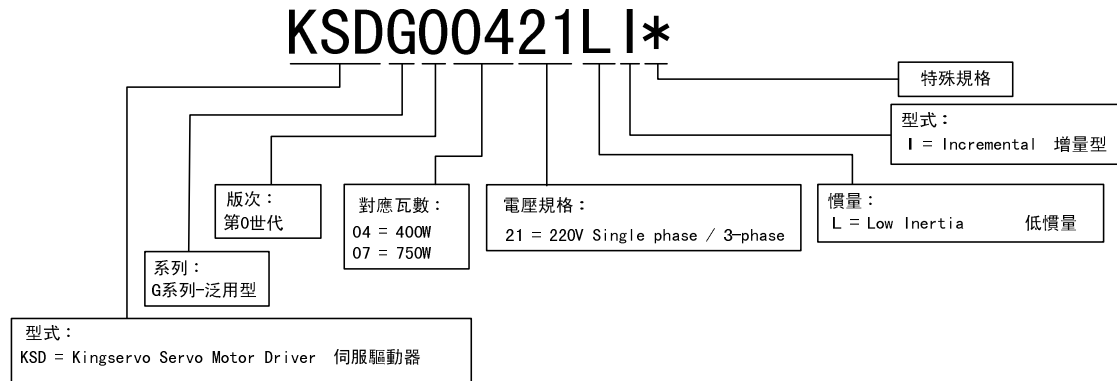 KSDG00421LI*
特殊規格
型式：
I = Incremental 增量型
慣量：
L = Low Inertia 低慣量
電壓規格：
21 = 220V Single phase / 3-phase
對應瓦數：
04 = 400W
07 = 750W
版次：
第0世代
系列：
G系列-泛用型
型式：
KSD = Kingservo Servo Motor Driver 伺服驅動器